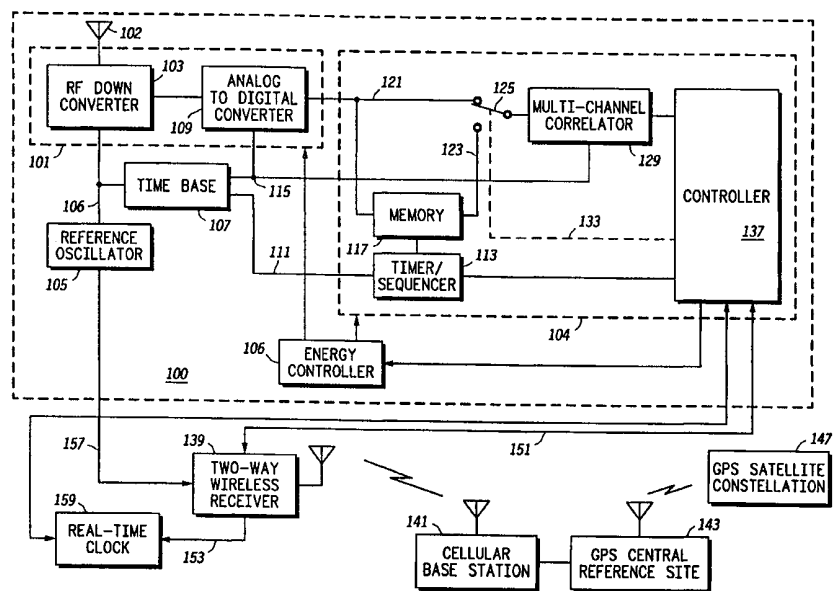 102
103
RF DOWN
CONVERTER
ANALOG
TO DIGITAL
CONVERTER
109
101
121
125
MULTI-CHANNEL
CORRELATOR
129
123
CONTROLLER
137
106
TIME BASE
107
115
MEMORY
117
133
REFERENCE
OSCILLATOR
105
111
TIMER/
SEQUENCER
113
104
106
ENERGY
CONTROLLER
100
157
139
TWO-WAY
WIRELESS
RECEIVER
151
147
GPS SATELLITE
CONSTELLATION
159
REAL-TIME
CLOCK
153
141
CELLULAR
BASE STATION
143
GPS CENTRAL
REFERENCE SITE